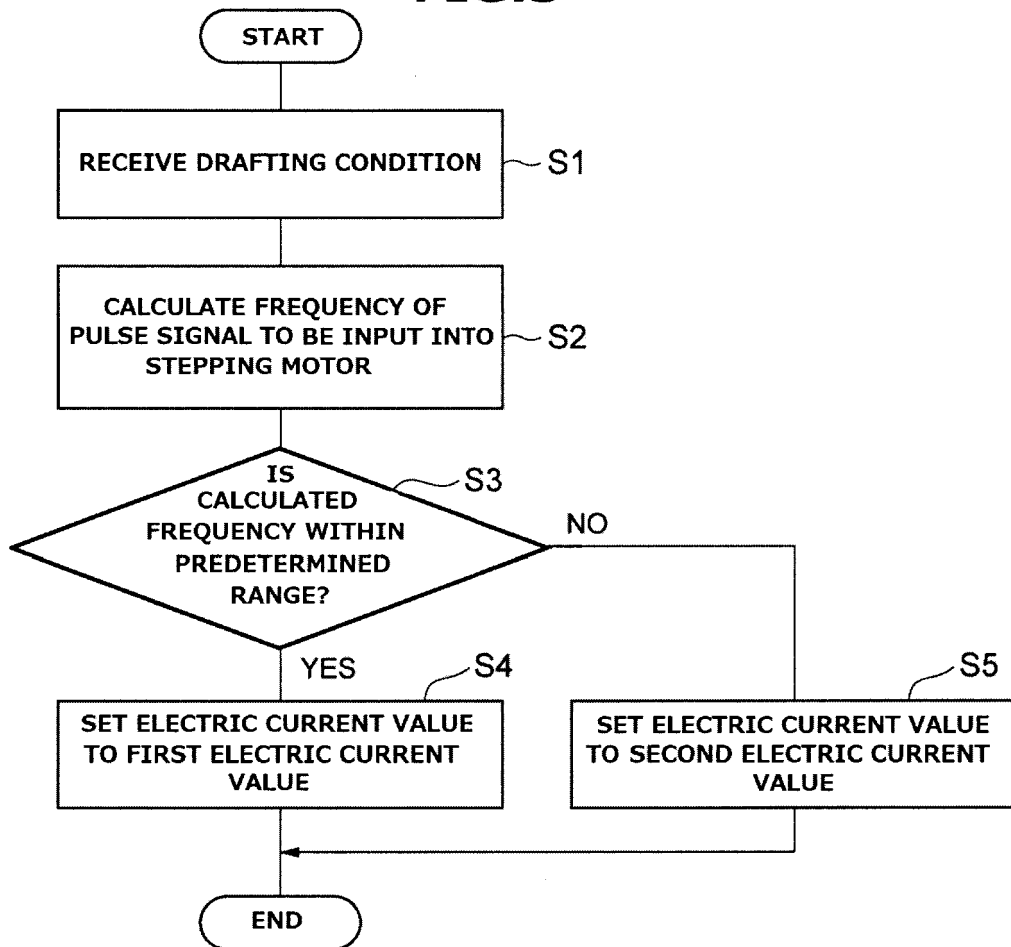 START
RECEIVE DRAFTING CONDITION
S1
CALCULATE FREQUENCY OF
PULSE SIGNAL TO BE INPUT INTO
STEPPING MOTOR
S2
IS
CALCULATED
FREQUENCY WITHIN
PREDETERMINED
RANGE?
S3
NO
YES
S4
SET ELECTRIC CURRENT VALUE
TO FIRST ELECTRIC CURRENT
VALUE
S5
SET ELECTRIC CURRENT VALUE
TO SECOND ELECTRIC CURRENT
VALUE
END